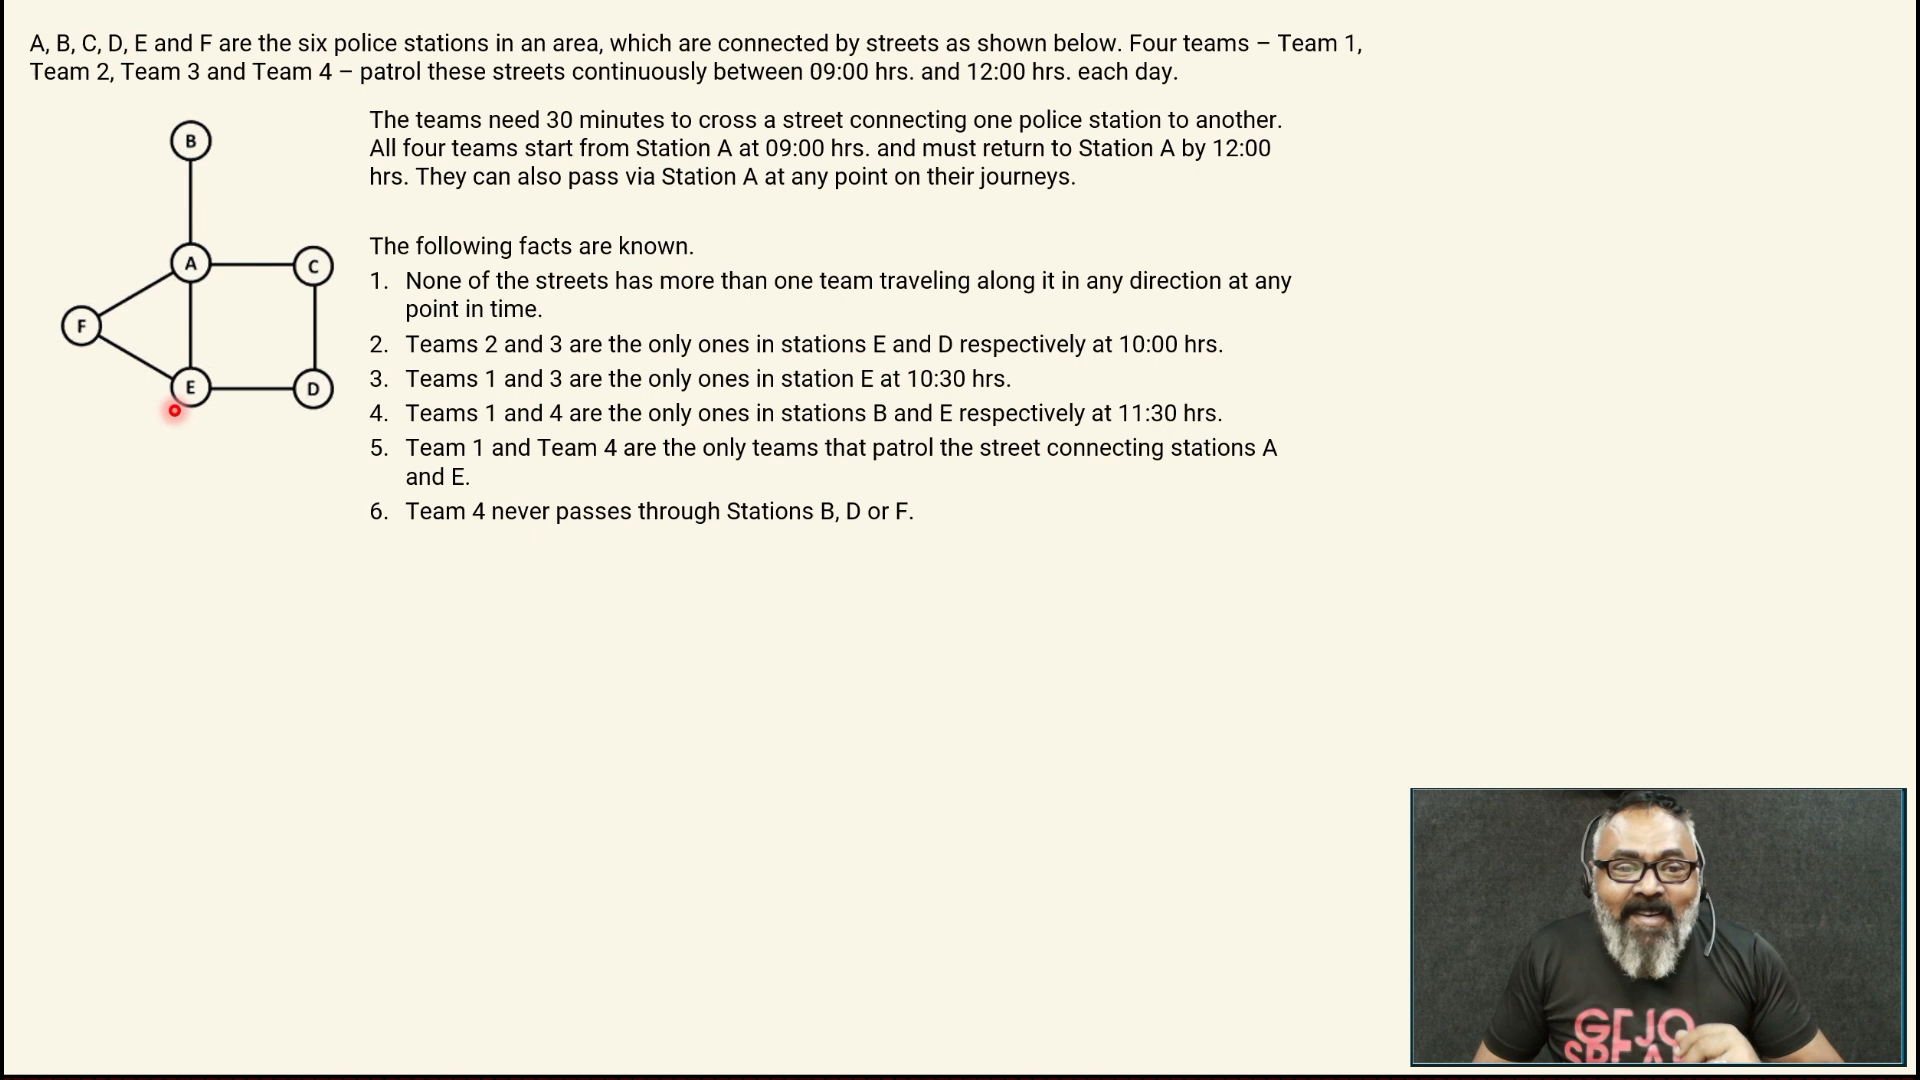 A, B, C, D, E and F are the six police stations in an area, which are connected by streets as shown below. Four teams – Team 1,
Team 2, Team 3 and Team 4 – patrol these streets continuously between 09:00 hrs. and 12:00 hrs. each day.
The teams need 30 minutes to cross a street connecting one police station to another.
All four teams start from Station A at 09:00 hrs. and must return to Station A by 12:00
hrs. They can also pass via Station A at any point on their journeys.
The following facts are known.
1. None of the streets has more than one team traveling along it in any direction at any
point in time.
2. Teams 2 and 3 are the only ones in stations E and D respectively at 10:00 hrs.
3. Teams 1 and 3 are the only ones in station E at 10:30 hrs.
4. Teams 1 and 4 are the only ones in stations B and E respectively at 11:30 hrs.
5. Team 1 and Team 4 are the only teams that patrol the street connecting stations A
and E.
6. Team 4 never passes through Stations B, D or F.
B
A
C
F
E
D
GEJO